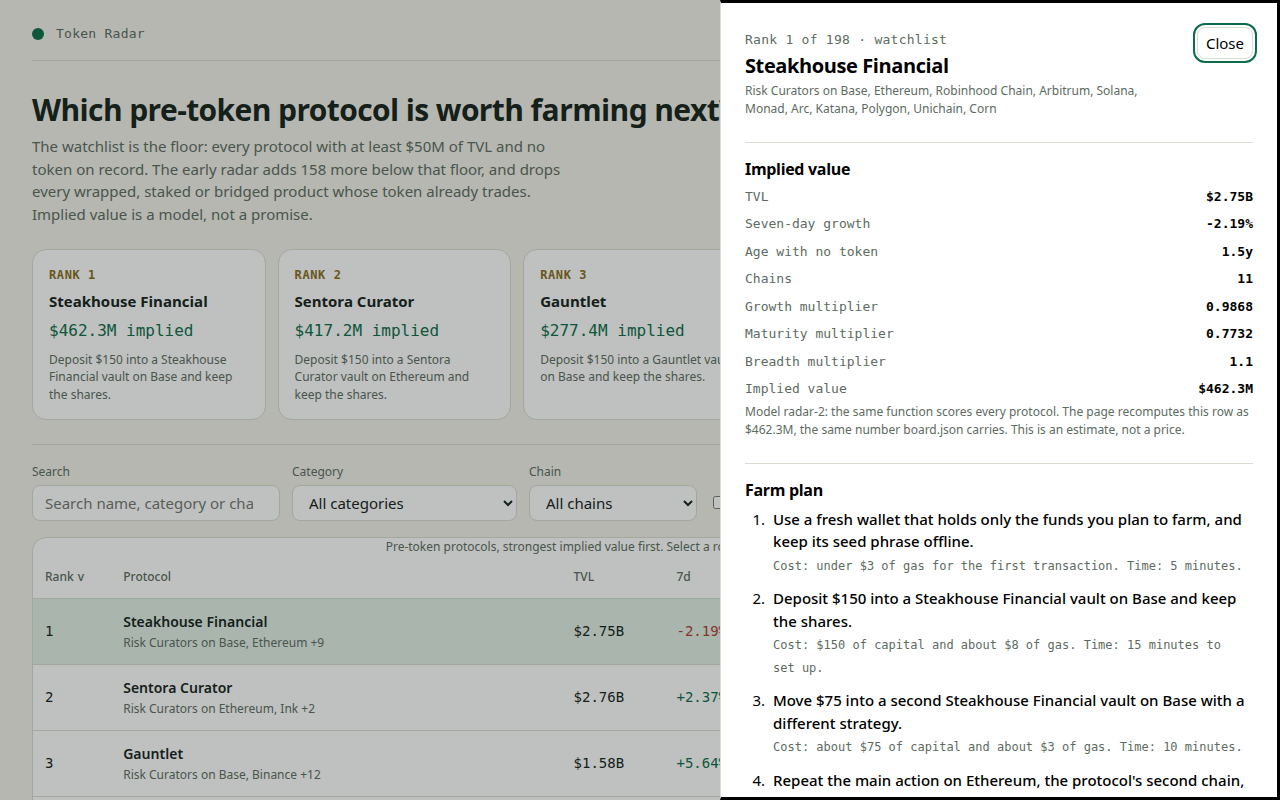 Token Radar
Which pre-token protocol is worth farming next
The watchlist is the floor: every protocol with at least $50M of TVL and no
token on record. The early radar adds 158 more below that floor, and drops
every wrapped, staked or bridged product whose token already trades.
Implied value is a model, not a promise.
RANK 1
Steakhouse Financial
$462.3M implied
Deposit $150 into a Steakhouse
Financial vault on Base and keep
the shares.
RANK 2
Sentora Curator
$417.2M implied
Deposit $150 into a Sentora
Curator vault on Ethereum and
keep the shares.
RANK 3
Gauntlet
$277.4M implied
Deposit $150 into a Gauntlet vau
on Base and keep the shares.
Search
Category
Chain
Search name, category or cha
All categories
All chains
Pre-token protocols, strongest implied value first. Select a ro
Rank v Protocol TVL 7d
1 Steakhouse Financial $2.75B -2.19%
Risk Curators on Base, Ethereum +9
2 Sentora Curator $2.76B +2.37
Risk Curators on Ethereum, Ink +2
3 Gauntlet $1.58B +5.64
Risk Curators on Base, Binance +12
Rank 1 of 198 · watchlist
Close
Steakhouse Financial
Risk Curators on Base, Ethereum, Robinhood Chain, Arbitrum, Solana,
Monad, Arc, Katana, Polygon, Unichain, Corn
Implied value
TVL $2.75B
Seven-day growth -2.19%
Age with no token 1.5y
Chains 11
Growth multiplier 0.9868
Maturity multiplier 0.7732
Breadth multiplier 1.1
Implied value $462.3M
Model radar-2: the same function scores every protocol. The page recomputes this row as
$462.3M, the same number board.json carries. This is an estimate, not a price.
Farm plan
1. Use a fresh wallet that holds only the funds you plan to farm, and
keep its seed phrase offline.
Cost: under $3 of gas for the first transaction. Time: 5 minutes.
2. Deposit $150 into a Steakhouse Financial vault on Base and keep
the shares.
Cost: $150 of capital and about $8 of gas. Time: 15 minutes to
set up.
3. Move $75 into a second Steakhouse Financial vault on Base with a
different strategy.
Cost: about $75 of capital and about $3 of gas. Time: 10 minutes.
4. Repeat the main action on Ethereum, the protocol's second chain,